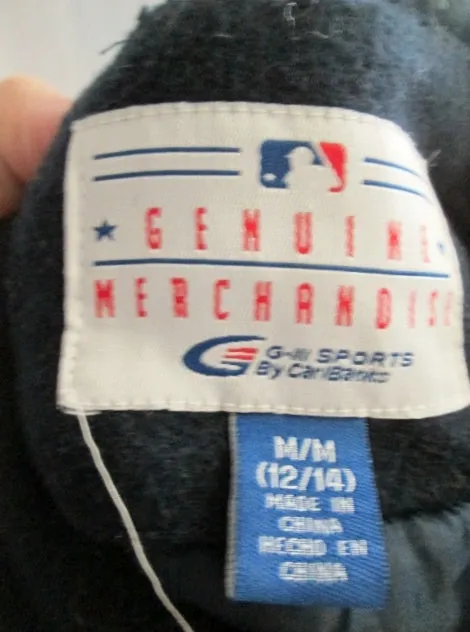 GENUINE
MERCHANDISE
G-III SPORTS
By Carl Banks
M/M
(12/14)
MADE IN
CHINA
HECHO EN
CHINA